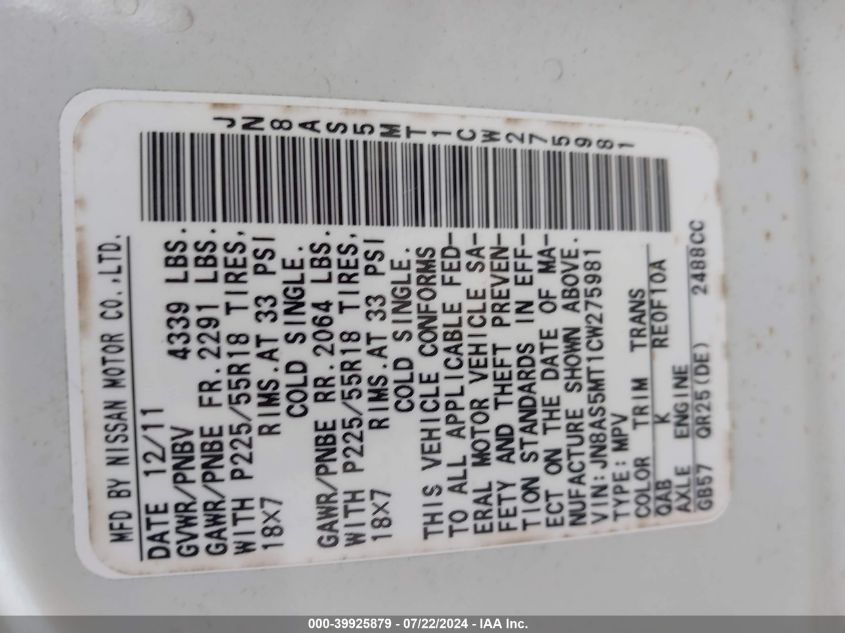 JN8AS5MT1CW275981
MFD BY NISSAN MOTOR CO.,LTD.
DATE 12/11
GVWR/PNBV 4339 LBS.
GAWR/PNBE FR. 2291 LBS.
WITH P225/55R18 TIRES,
18X7 RIMS.AT 33 PSI
COLD SINGLE.
GAWR/PNBE RR. 2064 LBS.
WITH P225/55R18 TIRES,
18X7 RIMS.AT 33 PSI
COLD SINGLE.
THIS VEHICLE CONFORMS
TO ALL APPLICABLE FED-
ERAL MOTOR VEHICLE SA-
FETY AND THEFT PREVEN-
TION STANDARDS IN EFF-
ECT ON THE DATE OF MA-
NUFACTURE SHOWN ABOVE.
VIN: JN8AS5MT1CW275981
TYPE: MPV
COLOR TRIM TRANS
QAB K RE0F10A
AXLE ENGINE
GB57 QR25(DE) 2488CC
000-39925879 - 07/22/2024 - IAA Inc.